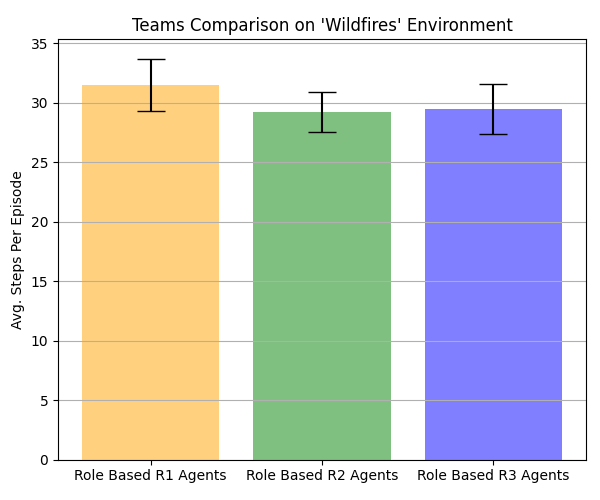 Teams Comparison on 'Wildfires' Environment
Avg. Steps Per Episode
35
30
25
20
15
10
5
0
Role Based R1 Agents
Role Based R2 Agents
Role Based R3 Agents